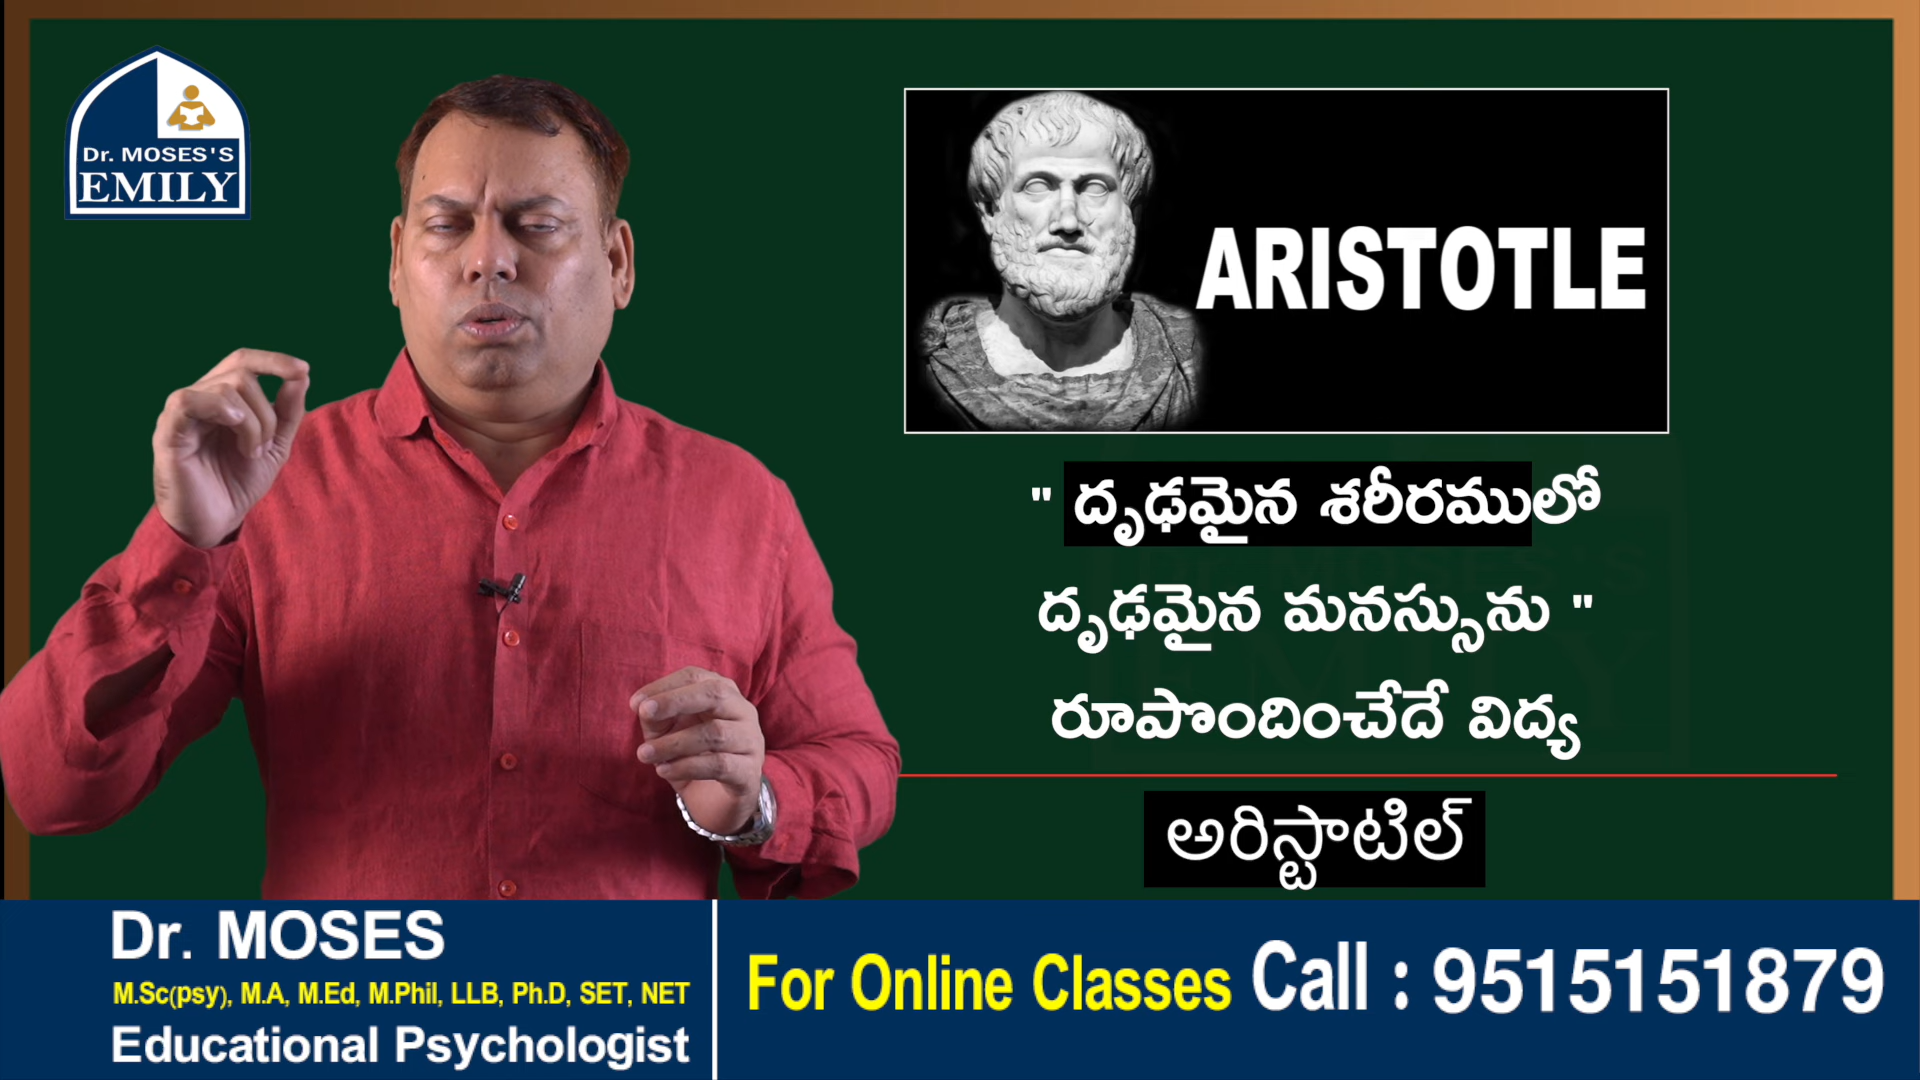 Dr. MOSES'S
EMILY
ARISTOTLE
" దృఢమైన శరీరములో
దృఢమైన మనస్సును "
రూపొందించేదే విద్య
అరిస్టాటిల్
Dr. MOSES
M.Sc(psy), M.A, M.Ed, M.Phil, LLB, Ph.D, SET, NET
Educational Psychologist
For Online Classes Call : 9515151879